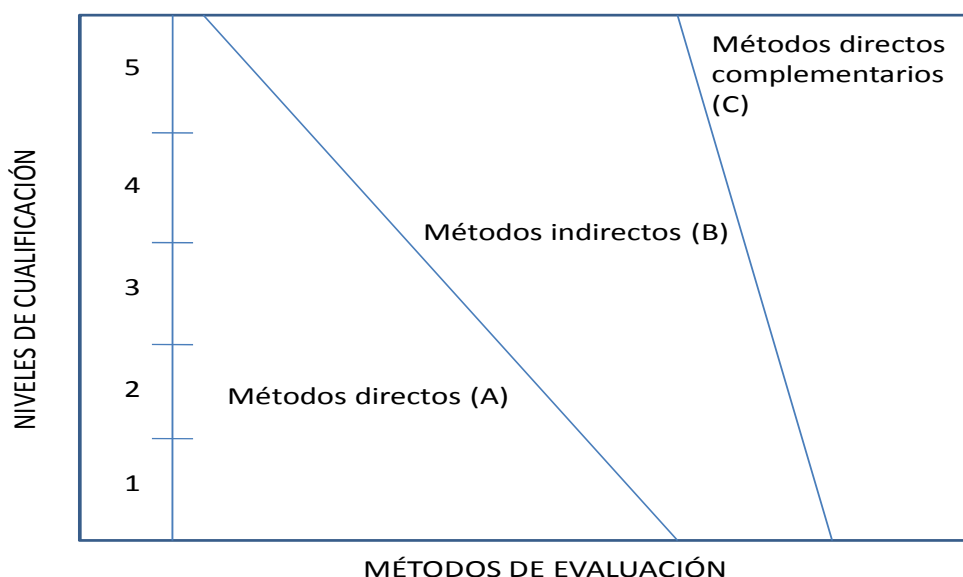 Métodos directos
complementarios
(C)
5
4
Métodos indirectos (B)
3
Métodos directos (A)
2
1
NIVELES DE CUALIFICACIÓN
MÉTODOS DE EVALUACIÓN